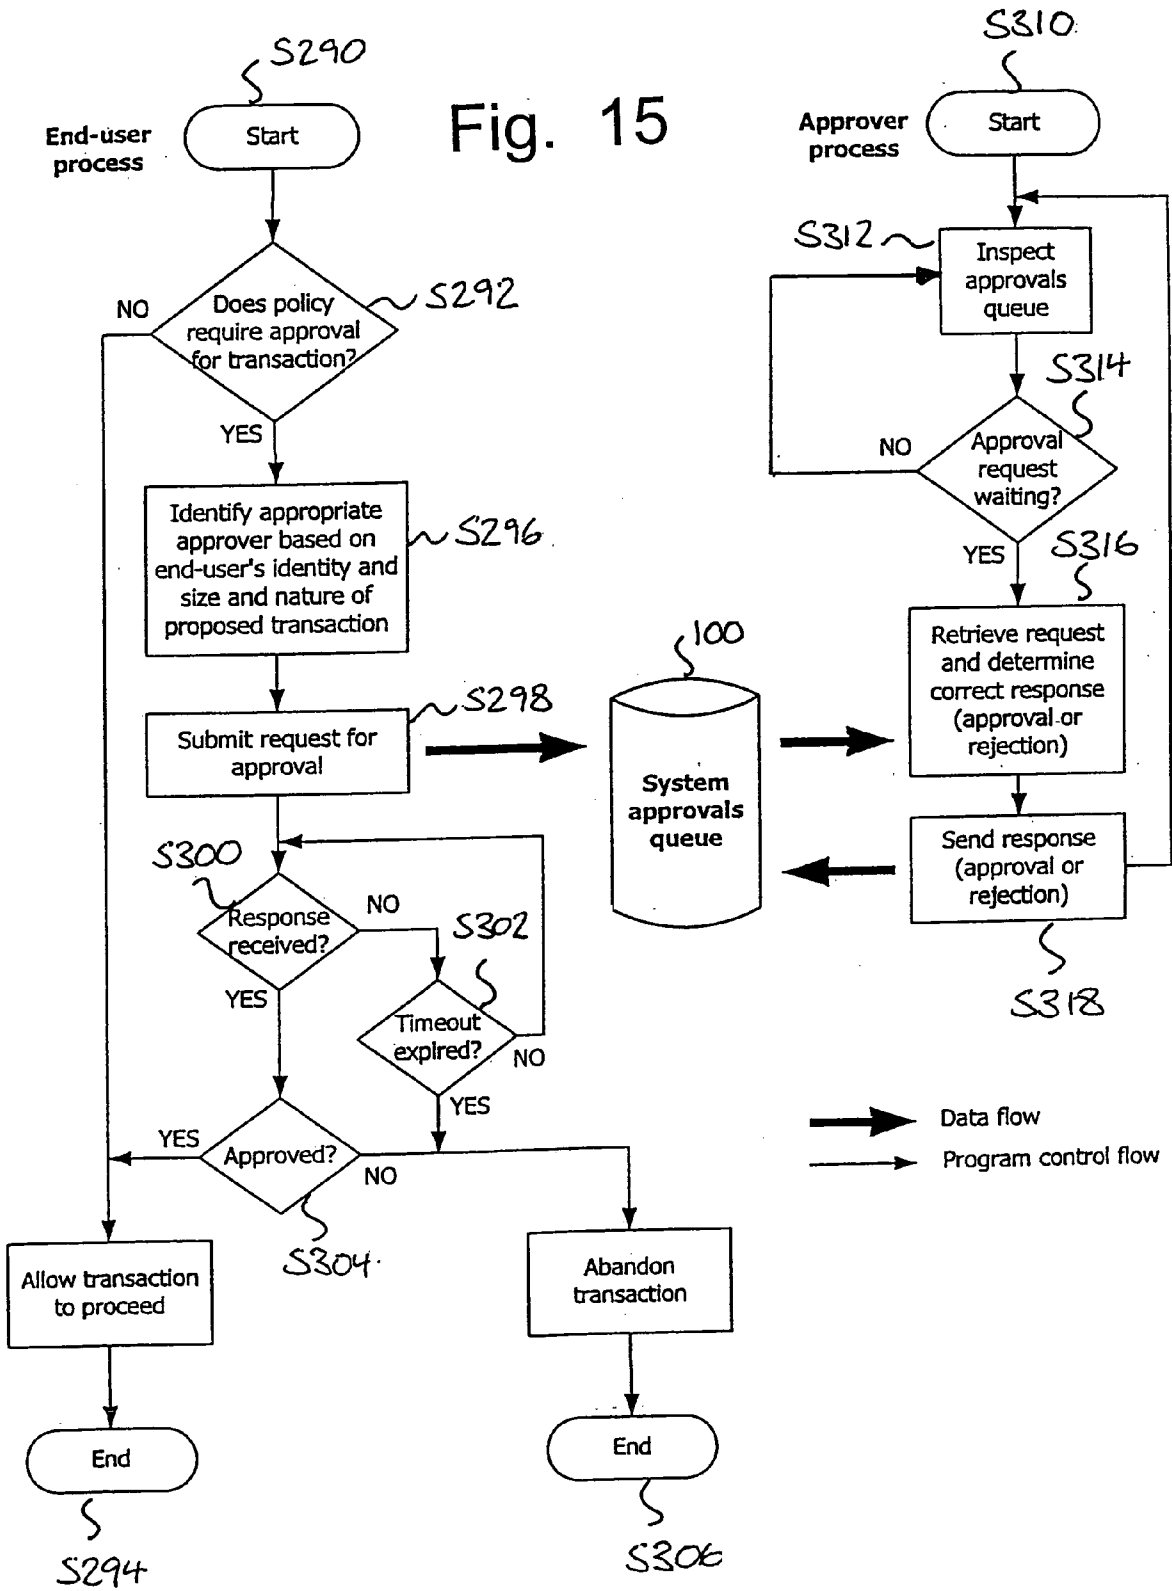 Fig. 15
S290
Start
End-user
process
Does policy
require approval
for transaction?
S292
NO
YES
Identify appropriate
approver based on
end-user's identity and
size and nature of
proposed transaction
S296
Submit request for
approval
S298
S300
Response
received?
NO
YES
S302
Timeout
expired?
NO
YES
Approved?
YES
NO
S304.
Allow transaction
to proceed
End
S294
Abandon
transaction
End
S306
100
System
approvals
queue
S310
Approver
process
Start
S312
Inspect
approvals
queue
S314
Approval
request
waiting?
NO
YES
S316
Retrieve request
and determine
correct response
(approval or
rejection)
Send response
(approval or
rejection)
S318
Data flow
Program control flow